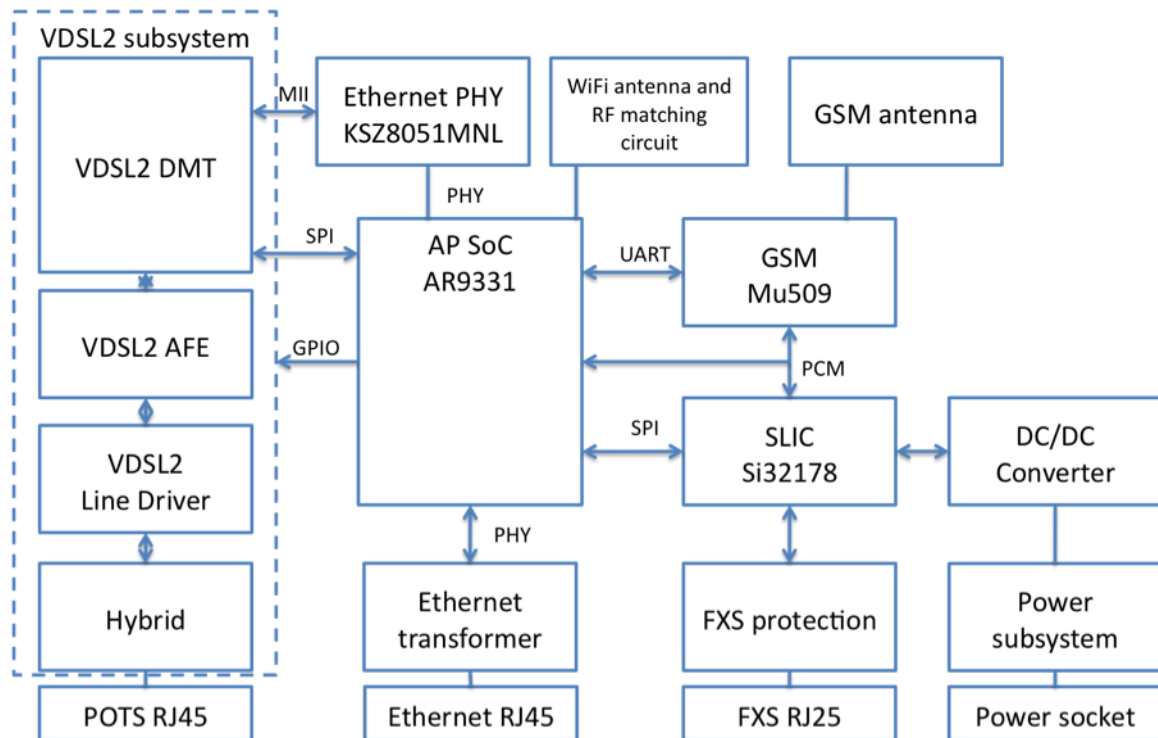 VDSL2 subsystem
VDSL2 DMT
MII
Ethernet PHY
KSZ8051MNL
WiFi antenna and
RF matching
circuit
GSM antenna
PHY
SPI
AP SoC
AR9331
UART
GSM
Mu509
VDSL2 AFE
GPIO
PCM
VDSL2
Line Driver
SPI
SLIC
Si32178
DC/DC
Converter
PHY
Hybrid
Ethernet
transformer
FXS protection
Power
subsystem
POTS RJ45
Ethernet RJ45
FXS RJ25
Power socket